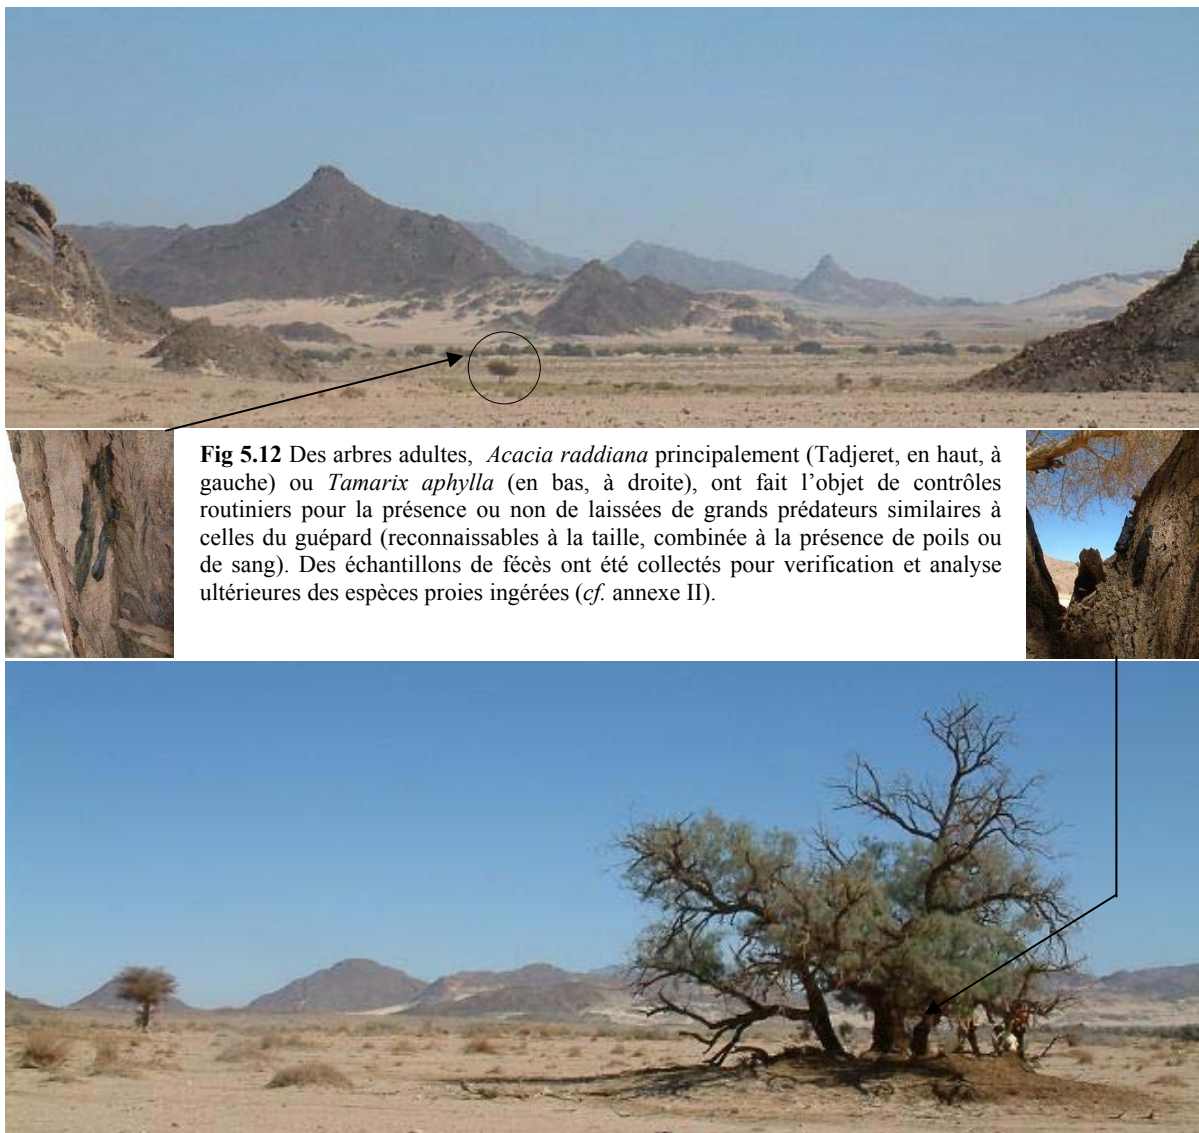 Fig 5.12 Des arbres adultes, Acacia raddiana principalement (Tadjeret, en haut, à
gauche) ou Tamarix aphylla (en bas, à droite), ont fait l'objet de contrôles
routiniers pour la présence ou non de laissées de grands prédateurs similaires à
celles du guépard (reconnaissables à la taille, combinée à la présence de poils ou
de sang). Des échantillons de fécès ont été collectés pour verification et analyse
ultérieures des espèces proies ingérées (cf. annexe II).